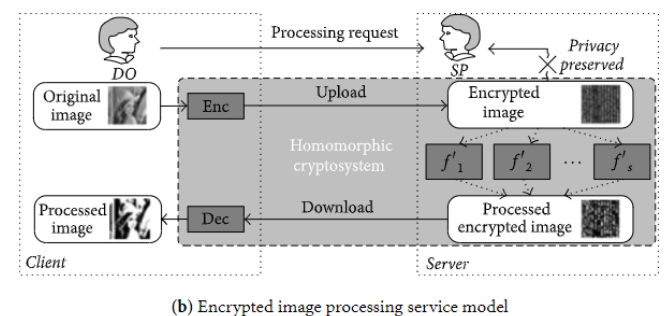 Processing request
DO
SP
Privacy
preserved
Original
image
Enc
Upload
Encrypted
image
Homomorphic
cryptosystem
f′1 f′2 ... f′s
Processed
image
Dec
Download
Processed
encrypted image
Client
Server
(b) Encrypted image processing service model